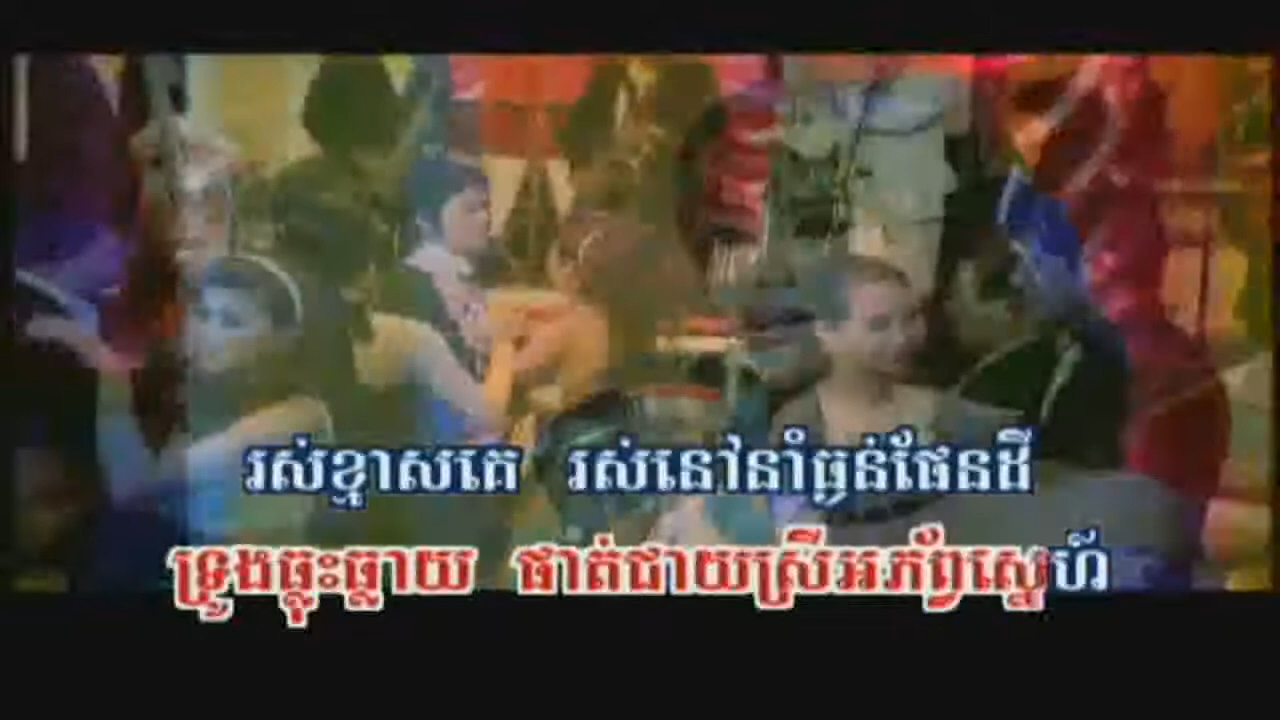 រស់ខ្មាសគេ រស់នៅនាំធ្ងន់ផែនដី
ទ្រូងធ្លុះធ្លាយ ផាត់ជាយស្រីអភ័ព្វស្នេហ៍